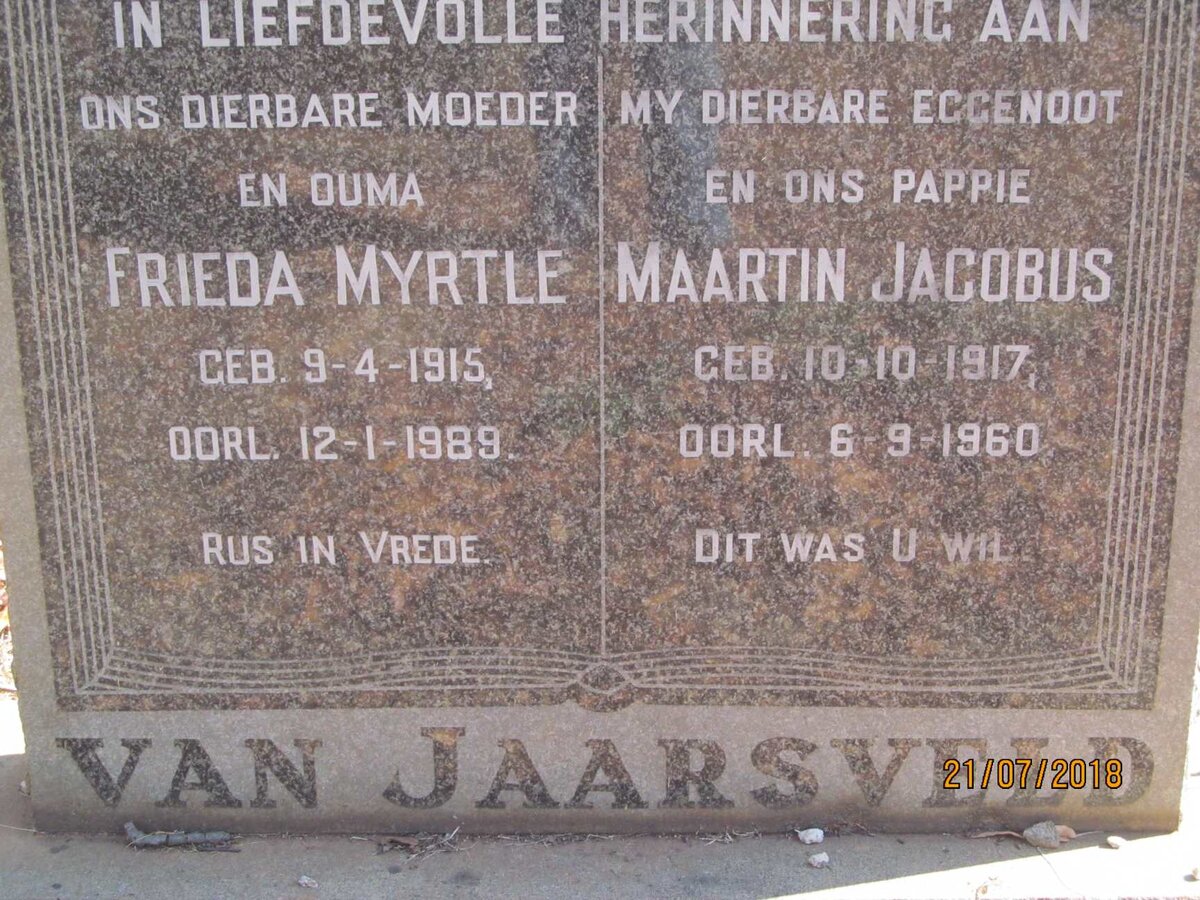 IN LIEFDEVOLLE HERINNERING AAN
ONS DIERBARE MOEDER
EN OUMA
FRIEDA MYRTLE
GEB. 9-4-1915,
OORL. 12-1-1989.
RUS IN VREDE.
MY DIERBARE EGGENOOT
EN ONS PAPPIE
MAARTIN JACOBUS
GEB. 10-10-1917,
OORL. 6-9-1960.
DIT WAS U WIL.
VAN JAARSVELD
21/07/2018